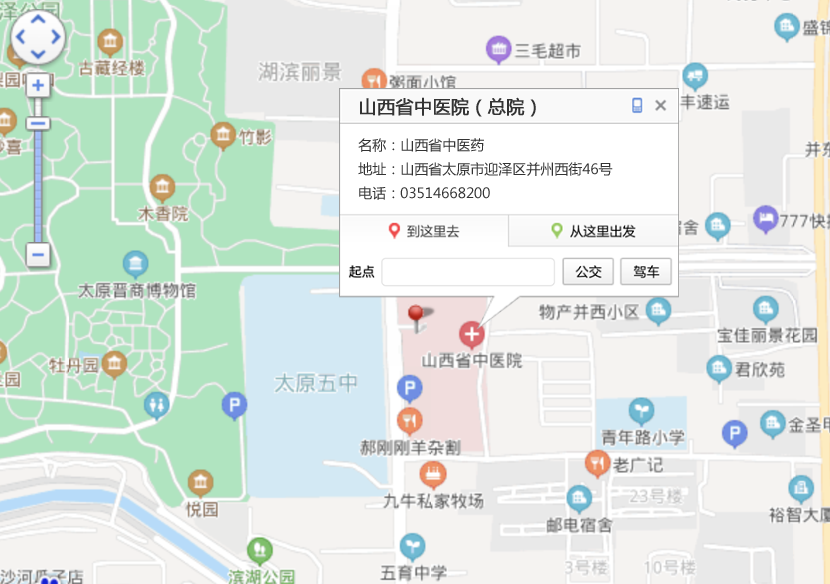 泽公园
盛锦
三毛超市
古藏经楼
湖滨丽景
粥面小馆
丰速运
山西省中医院（总院）
竹影
名称：山西省中医药
并东
地址：山西省太原市迎泽区并州西街46号
电话：03514668200
木香院
777快捷
舍
到这里去
从这里出发
起点
公交
驾车
太原晋商博物馆
物产并西小区
宝佳丽景花园
山西省中医院
牡丹园
君欣苑
园
太原五中
P
P
P
金圣甲
青年路小学
郝刚刚羊杂割
老广记
九牛私家牧场
23号楼
悦园
裕智大厦
邮电宿舍
五育中学
3号楼
10号楼
沙河瓜子店
滨湖公园